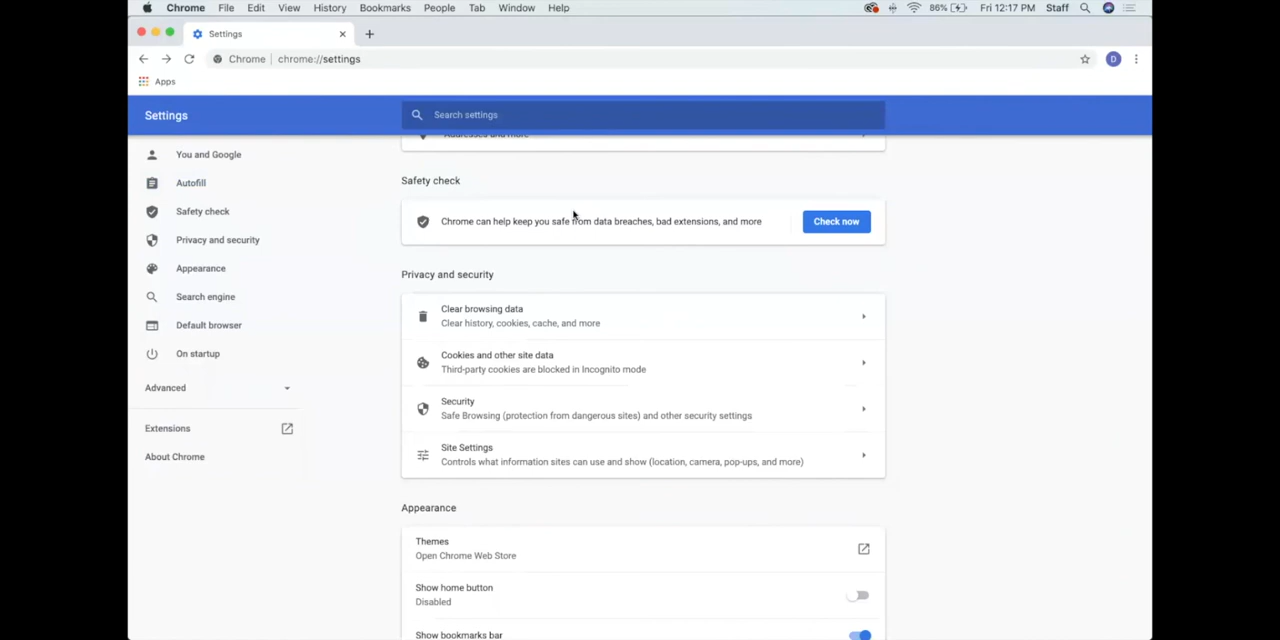 Chrome File Edit View History Bookmarks People Tab Window Help 86% Fri 12:17 PM Staff
Settings
Chrome chrome://settings D
Apps
Settings
Search settings
Addresses and more
You and Google
Autofill
Safety check
Privacy and security
Appearance
Search engine
Default browser
On startup
Advanced
Extensions
About Chrome
Safety check
Chrome can help keep you safe from data breaches, bad extensions, and more
Check now
Privacy and security
Clear browsing data
Clear history, cookies, cache, and more
Cookies and other site data
Third-party cookies are blocked in Incognito mode
Security
Safe Browsing (protection from dangerous sites) and other security settings
Site Settings
Controls what information sites can use and show (location, camera, pop-ups, and more)
Appearance
Themes
Open Chrome Web Store
Show home button
Disabled
Show bookmarks bar